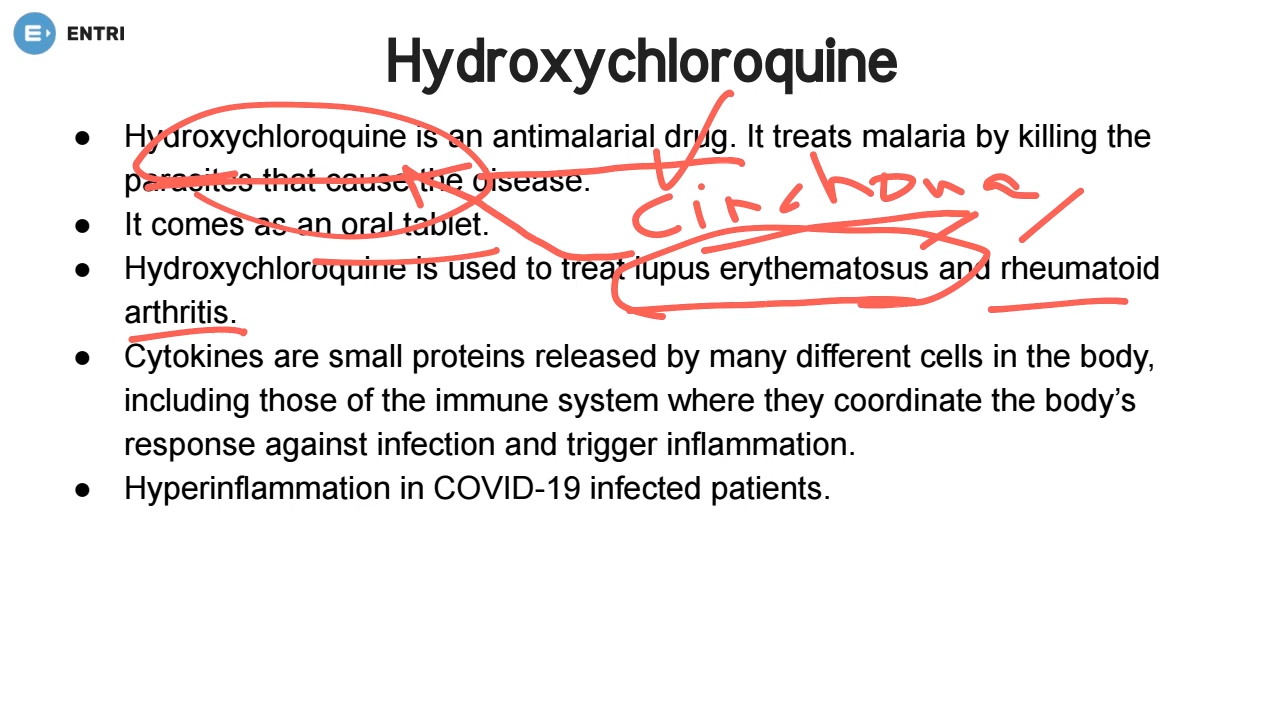 ENTRI
Hydroxychloroquine
● Hydroxychloroquine is an antimalarial drug. It treats malaria by killing the
parasites that cause the disease.
Cinchona
● It comes as an oral tablet.
● Hydroxychloroquine is used to treat lupus erythematosus and rheumatoid
arthritis.
● Cytokines are small proteins released by many different cells in the body,
including those of the immune system where they coordinate the body’s
response against infection and trigger inflammation.
● Hyperinflammation in COVID-19 infected patients.